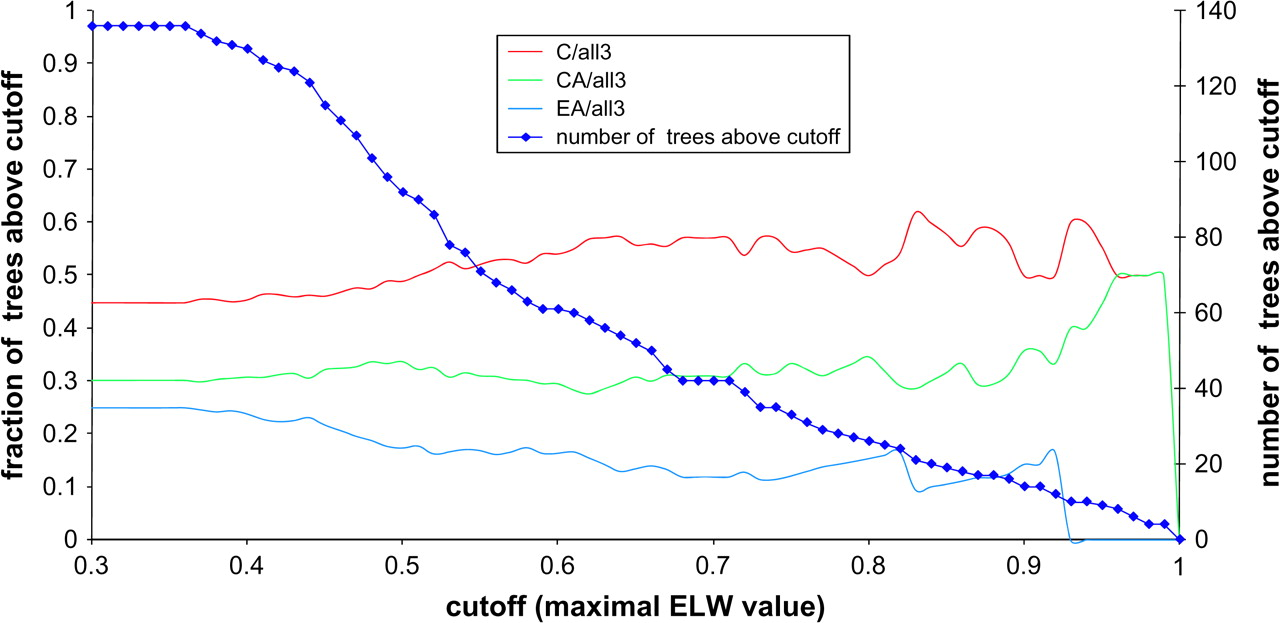 1
0.9
0.8
0.7
0.6
0.5
0.4
0.3
0.2
0.1
0
fraction of trees above cutoff
C/all3
CA/all3
EA/all3
number of trees above cutoff
140
120
100
80
60
40
20
0
number of trees above cutoff
0.3 0.4 0.5 0.6 0.7 0.8 0.9 1
cutoff (maximal ELW value)